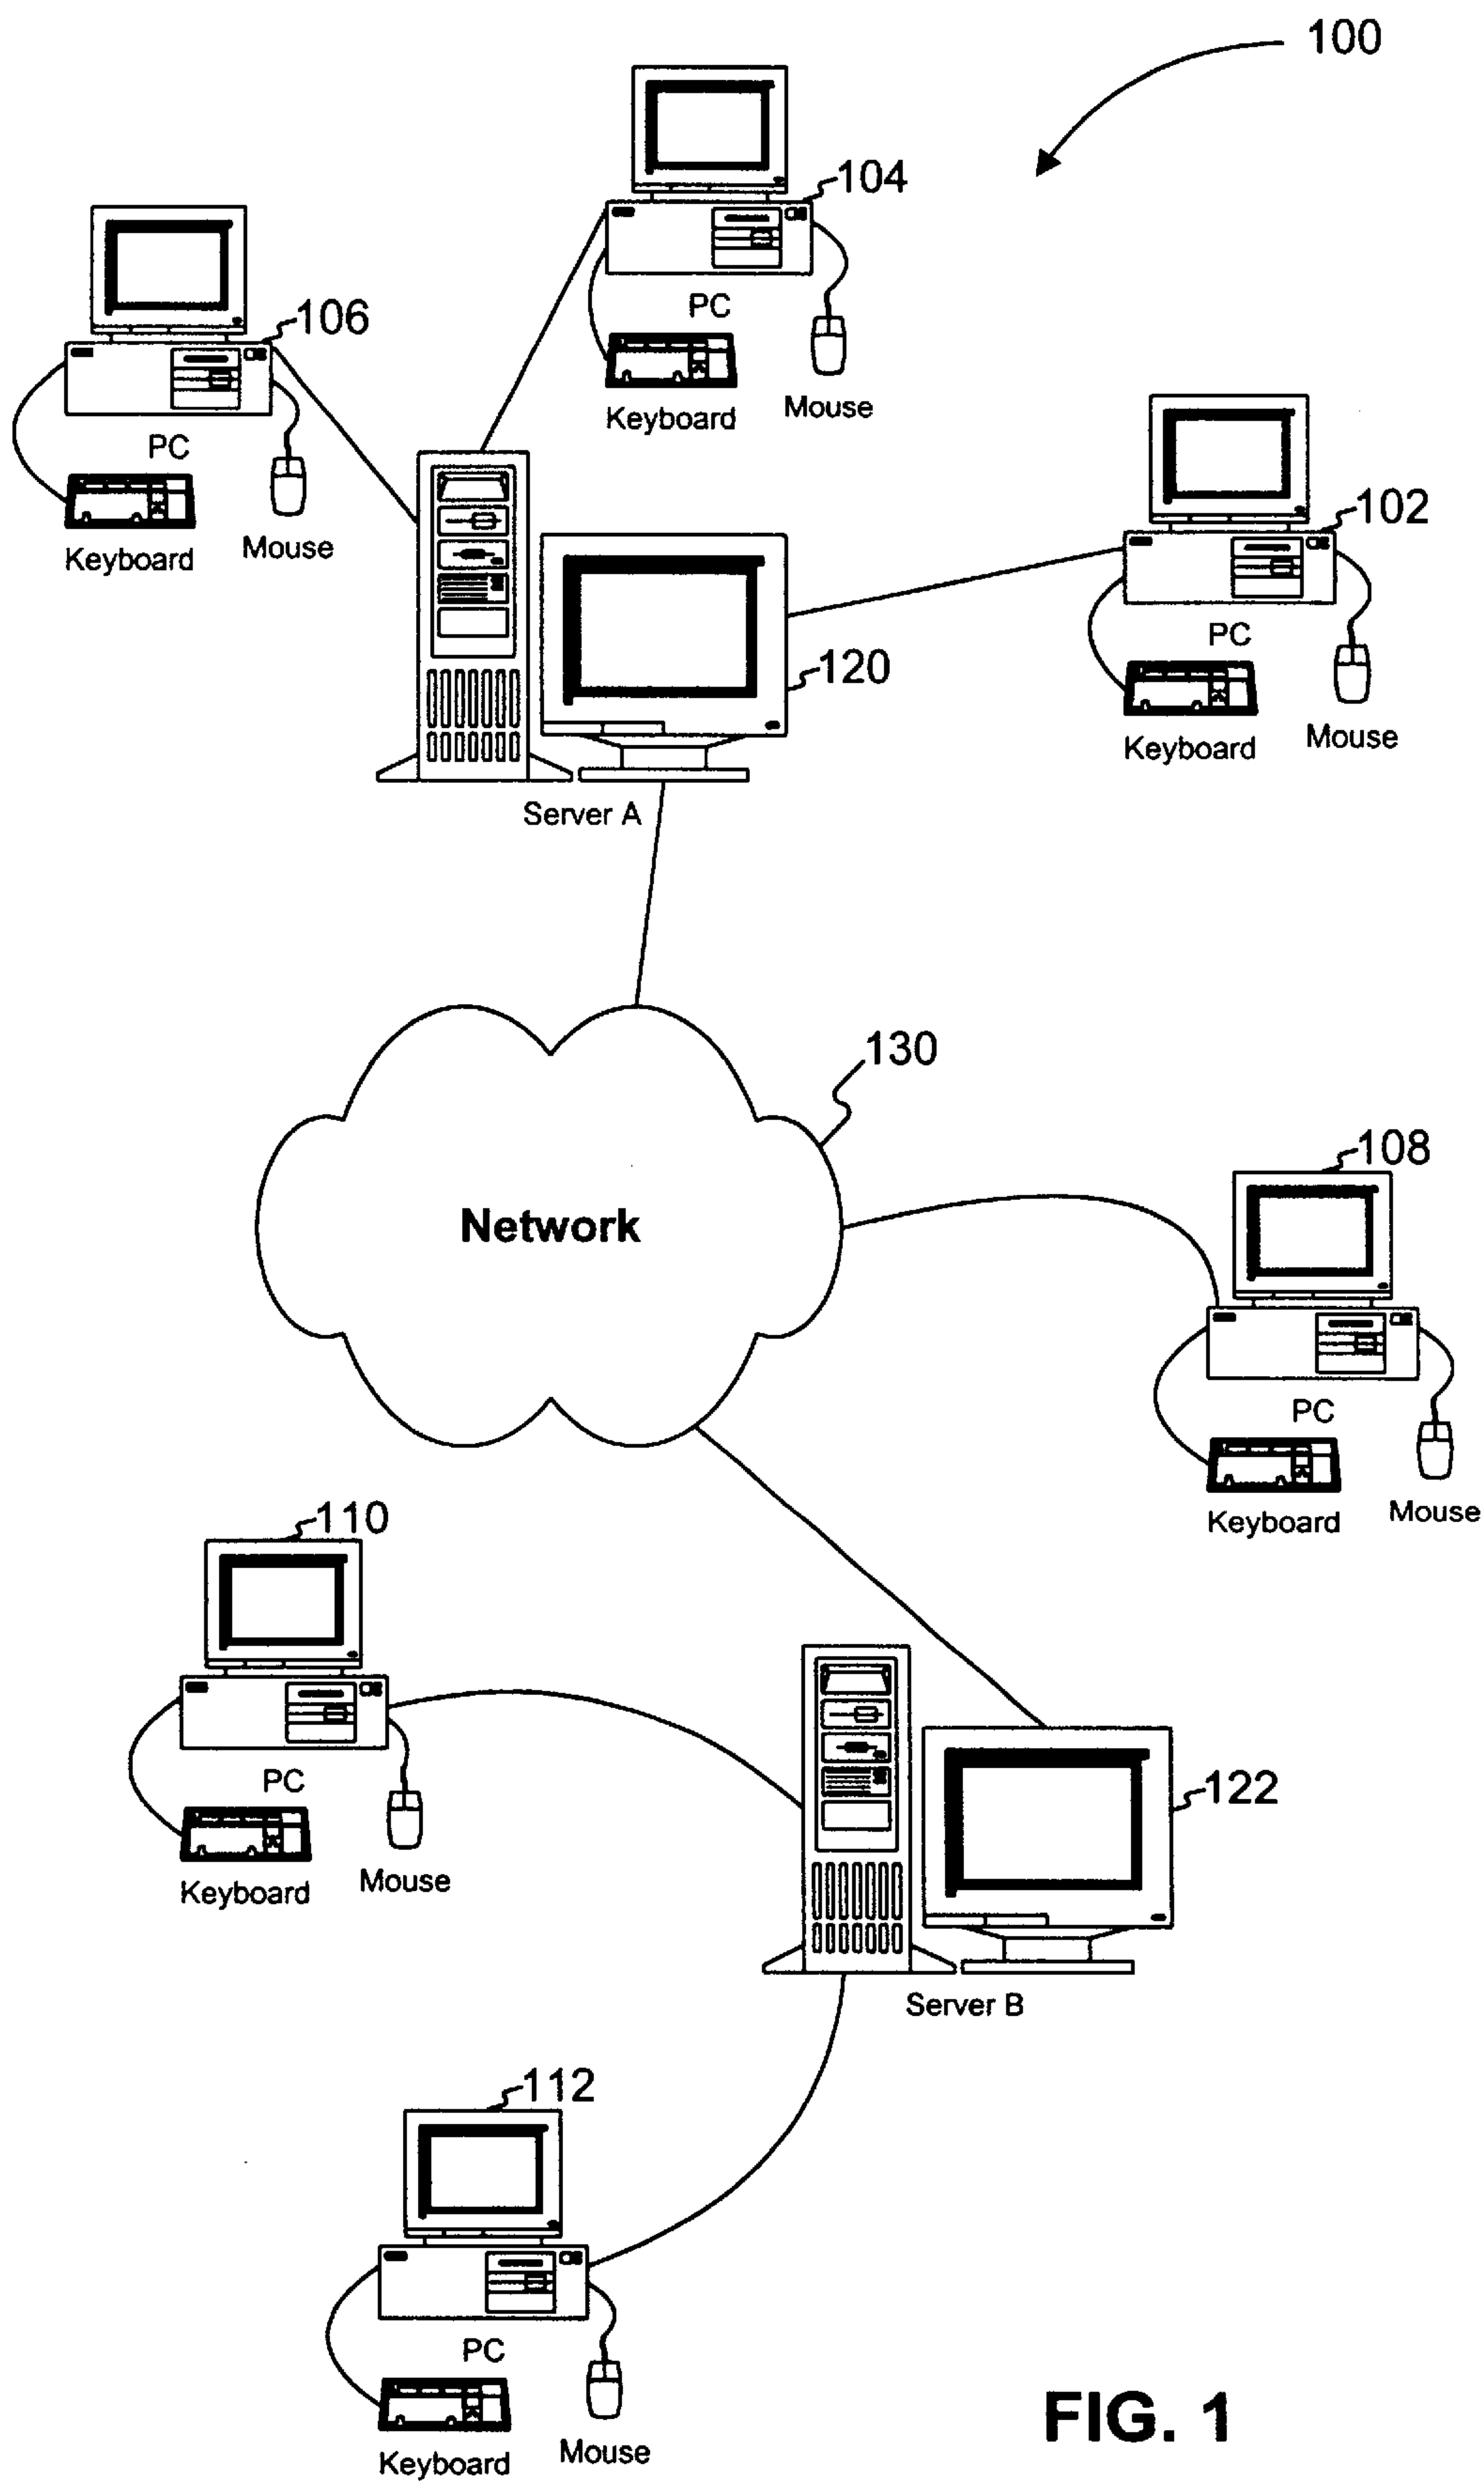 100
104
PC
Keyboard
Mouse
106
PC
Keyboard
Mouse
102
PC
Keyboard
Mouse
120
Server A
130
Network
108
PC
Keyboard
Mouse
110
PC
Keyboard
Mouse
122
Server B
112
PC
Keyboard
Mouse
FIG. 1